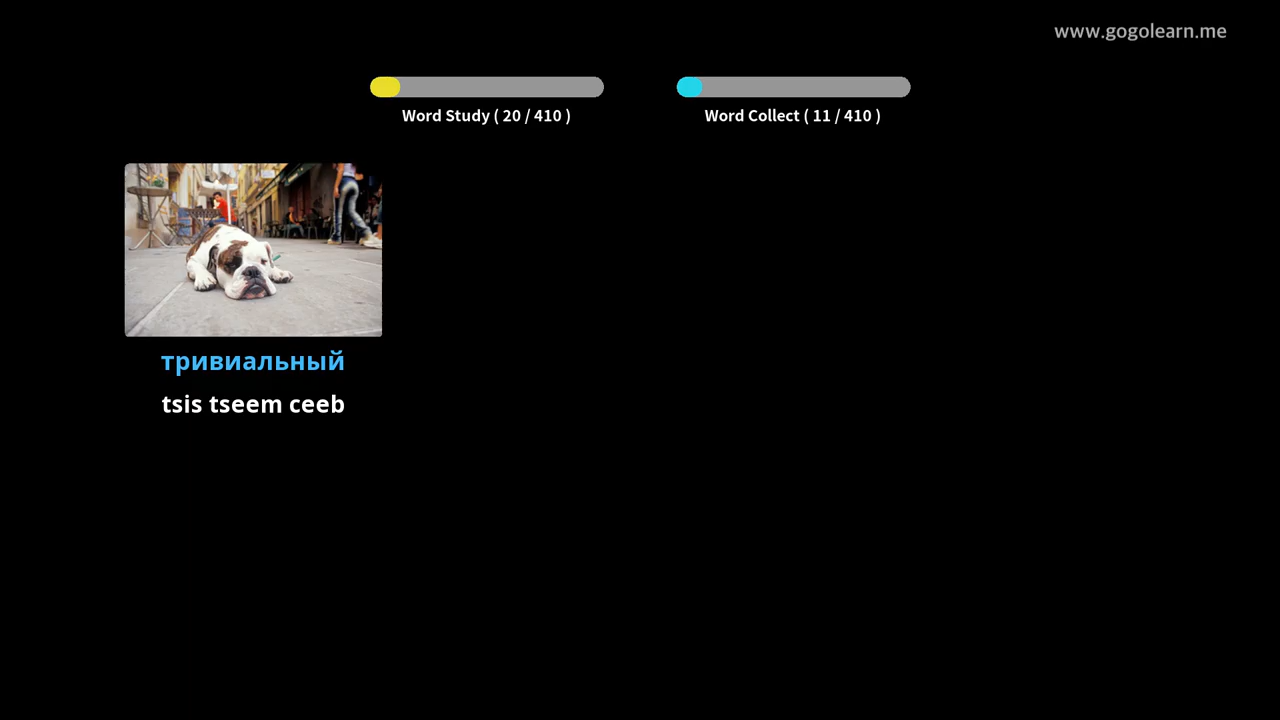 www.gogolearn.me
Word Study ( 20 / 410 )
Word Collect ( 11 / 410 )
тривиальный
tsis tseem ceeb